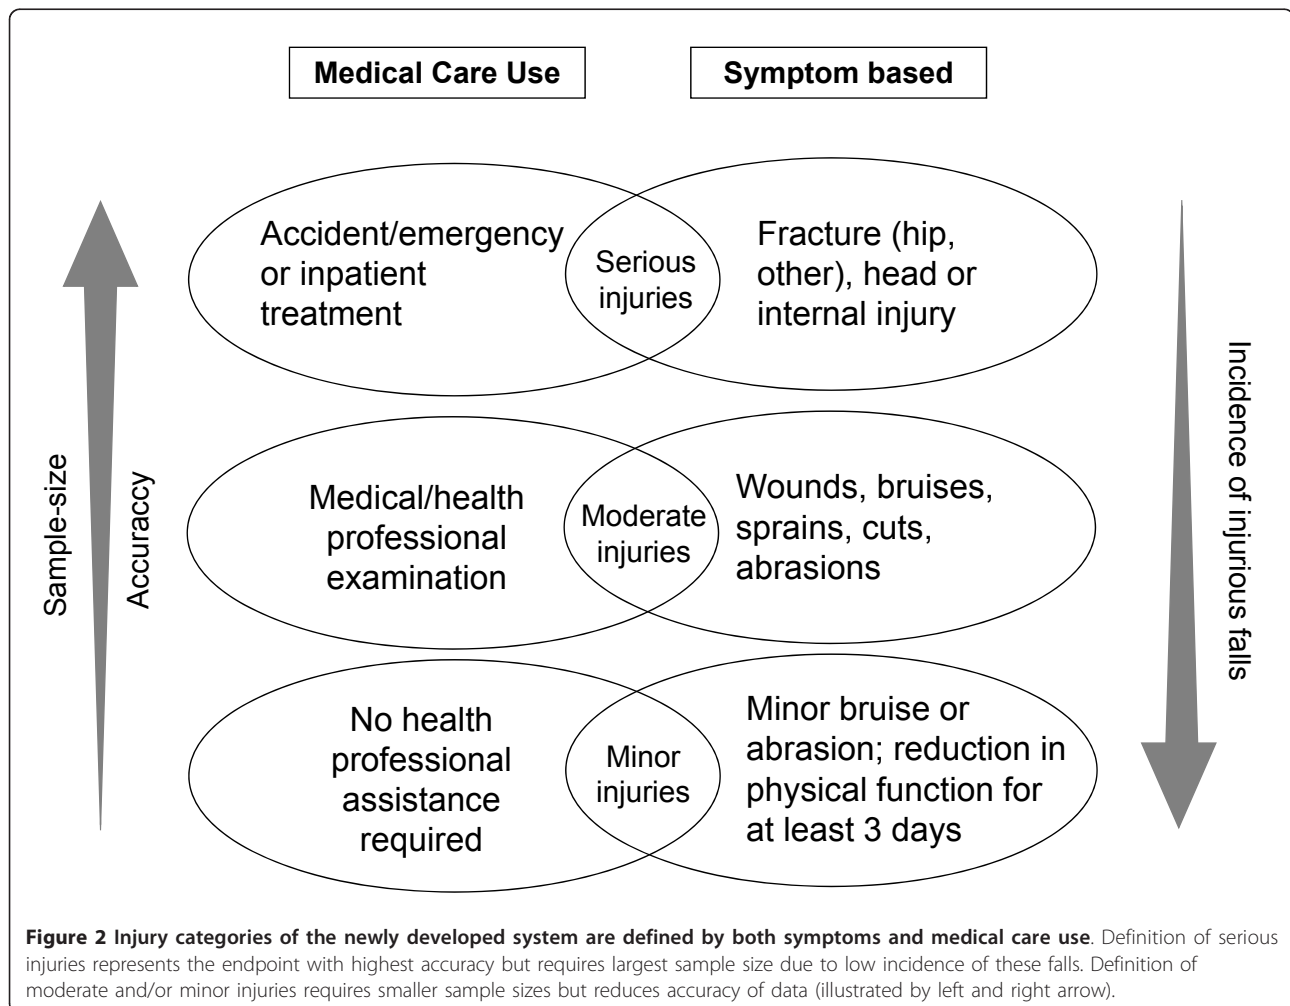 Medical Care Use
Symptom based
Accident/emergency
or inpatient
treatment
Serious
injuries
Fracture (hip,
other), head or
internal injury
Sample-size
Accuraccy
Medical/health
professional
examination
Moderate
injuries
Wounds, bruises,
sprains, cuts,
abrasions
Incidence of injurious falls
No health
professional
assistance
required
Minor
injuries
Minor bruise or
abrasion; reduction in
physical function for
at least 3 days
Figure 2 Injury categories of the newly developed system are defined by both symptoms and medical care use. Definition of serious
injuries represents the endpoint with highest accuracy but requires largest sample size due to low incidence of these falls. Definition of
moderate and/or minor injuries requires smaller sample sizes but reduces accuracy of data (illustrated by left and right arrow).